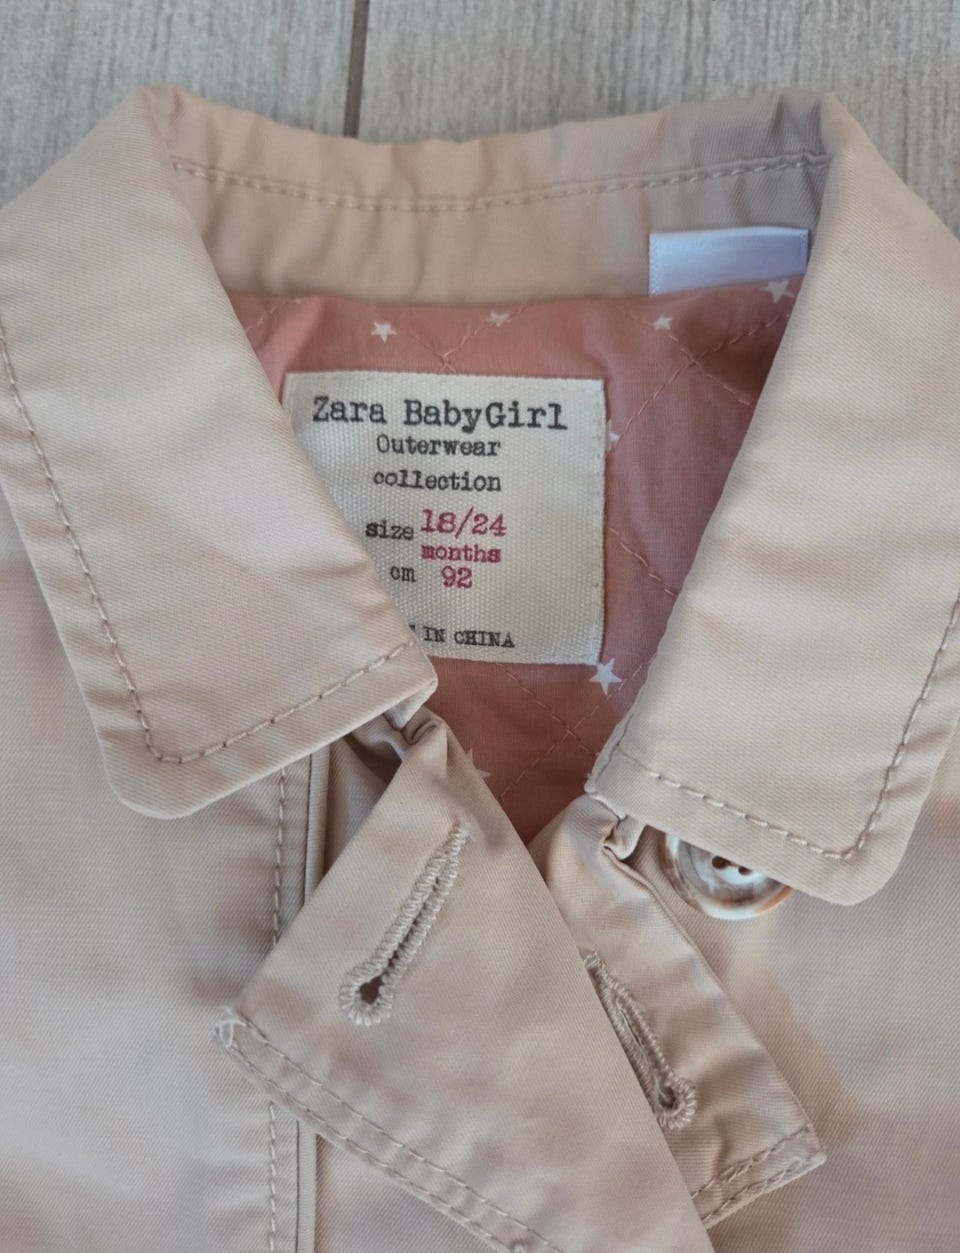 Zara BabyGirl
Outerwear
collection
size 18/24
months
cm 92
IN CHINA